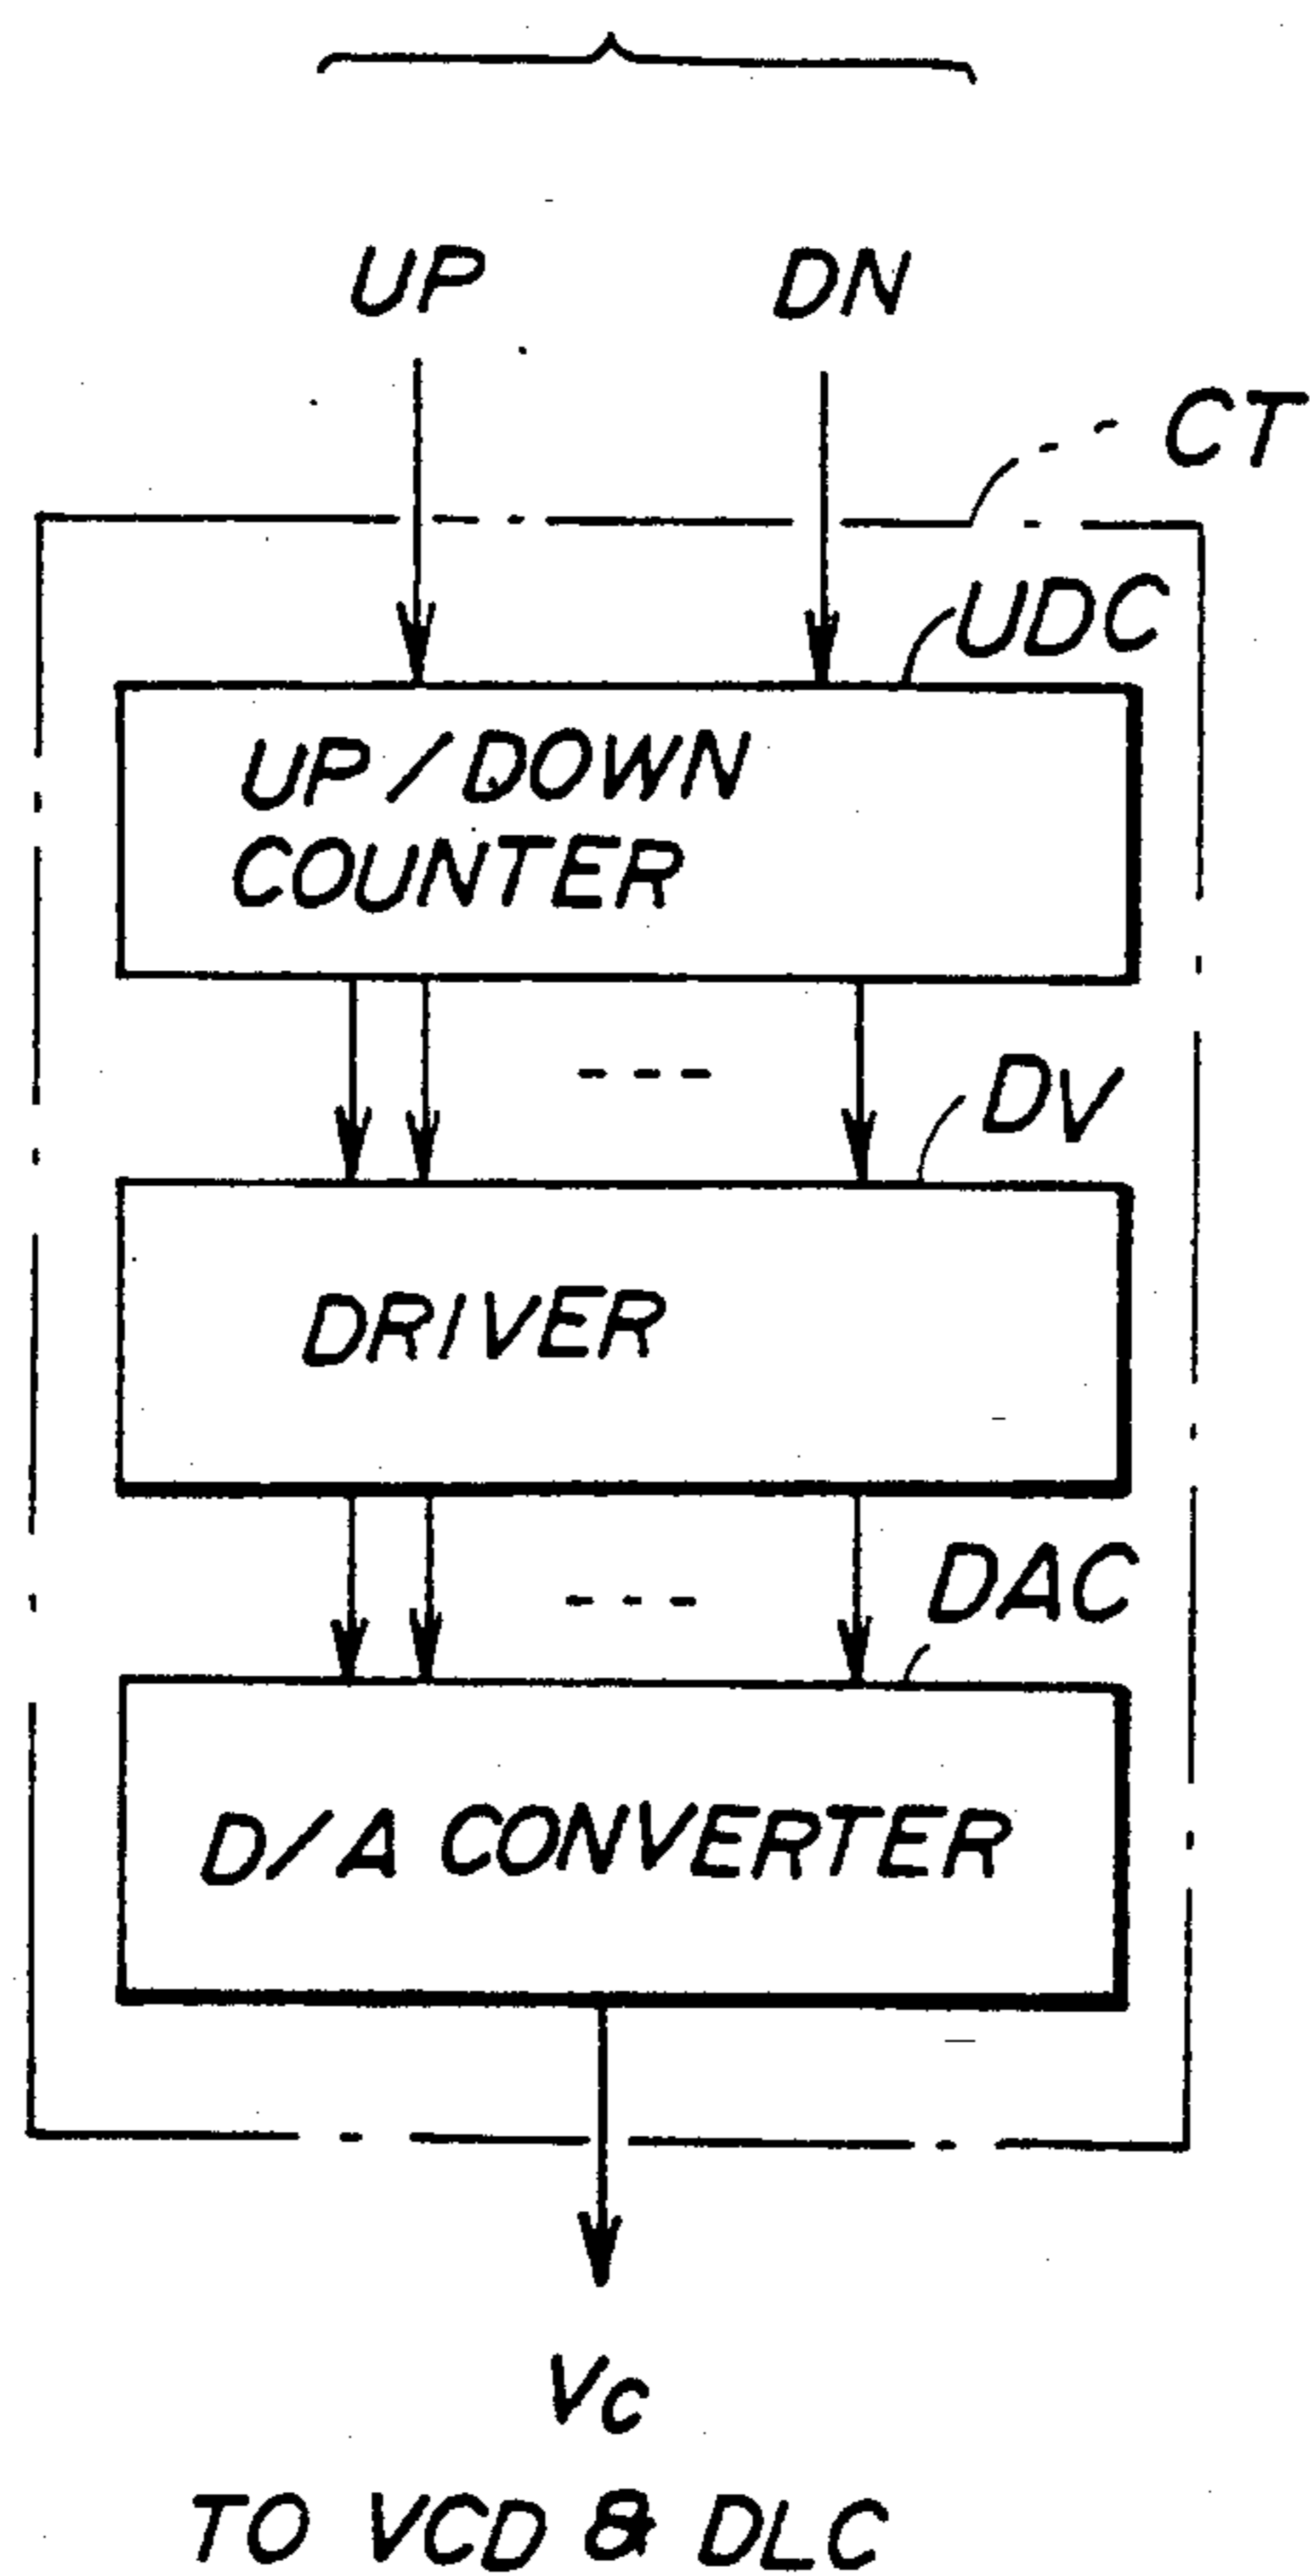 UP
DN
CT
UDC
UP/DOWN
COUNTER
DV
DRIVER
DAC
D/A CONVERTER
Vc
TO VCD & DLC